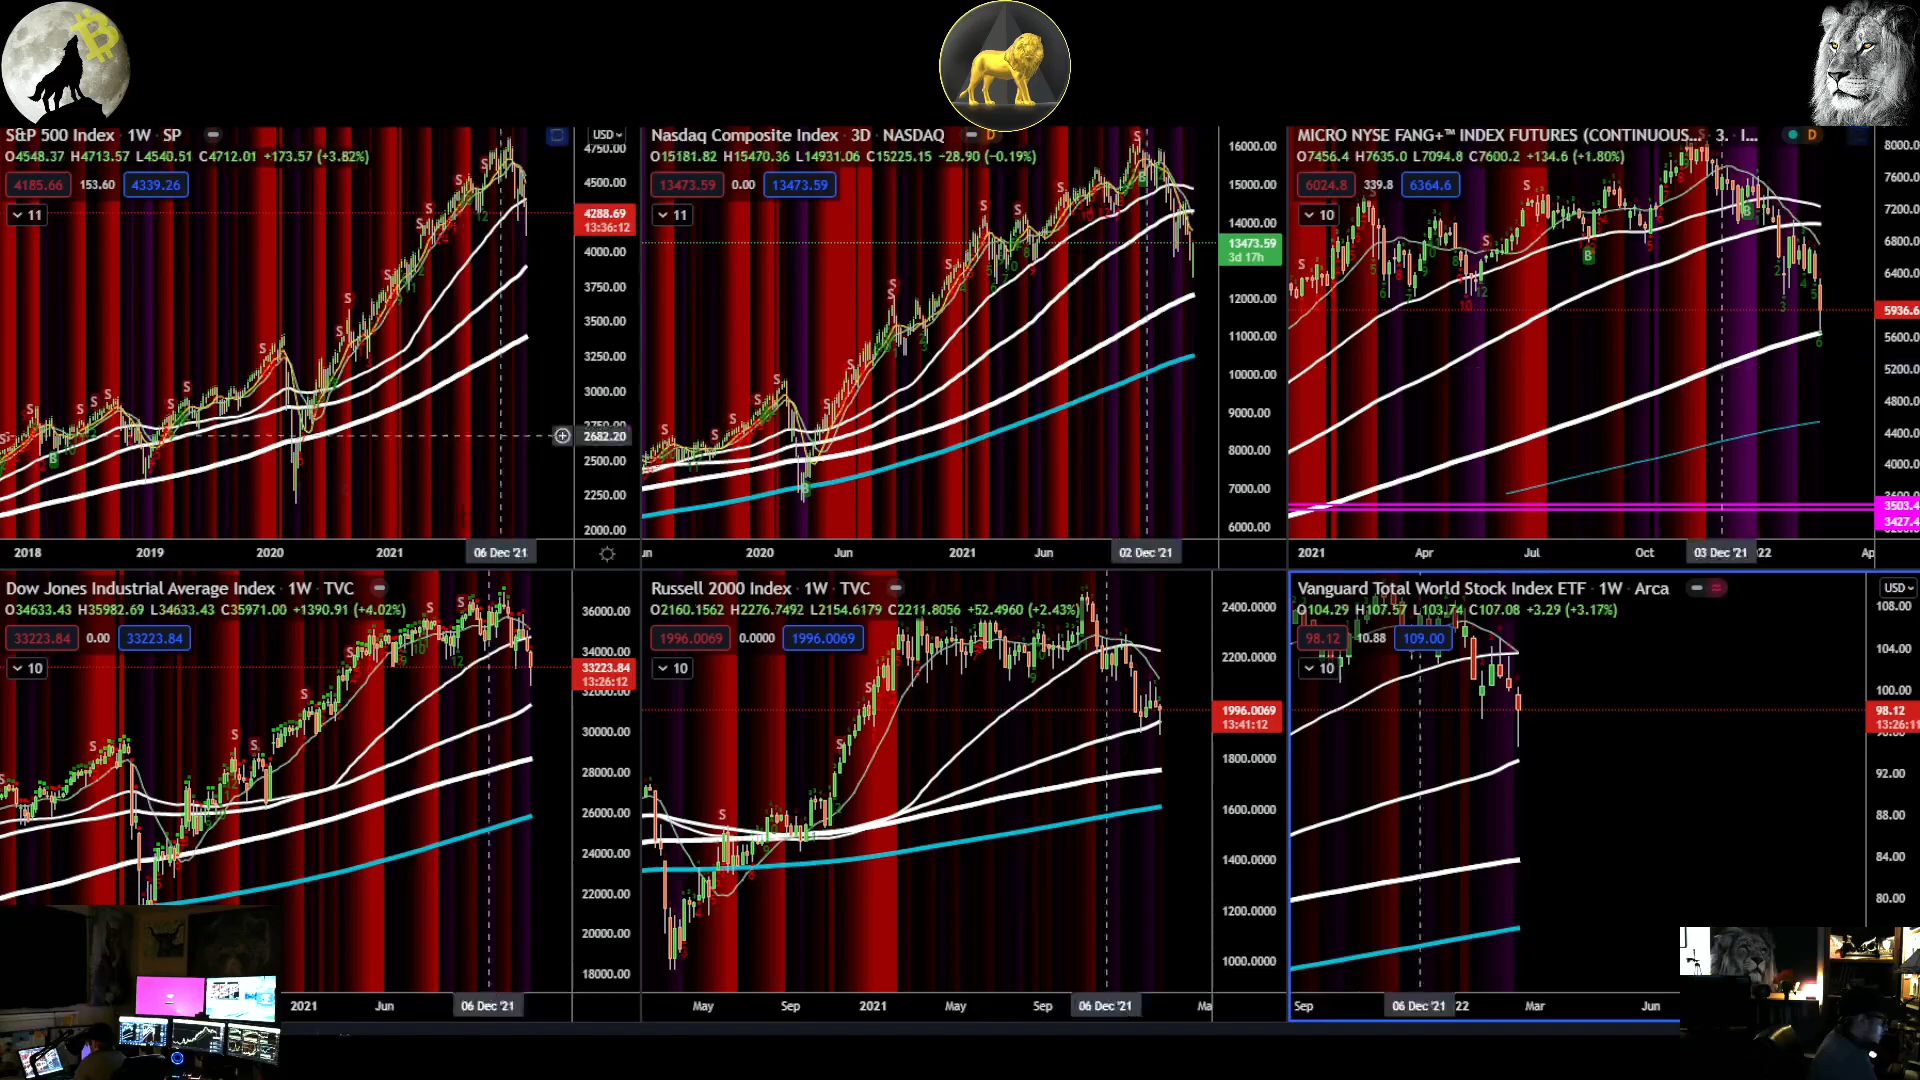 S&P 500 Index · 1W · SP
O4548.37 H4713.57 L4540.51 C4712.01 +173.57 (+3.82%)
4185.66 153.60 4339.26
11
USD
4750.00
4500.00
4288.69
13:36:12
4000.00
3750.00
3500.00
3250.00
3000.00
2750.00
2682.20
2500.00
2250.00
2000.00
2018 2019 2020 2021 06 Dec '21
Nasdaq Composite Index · 3D · NASDAQ
D
O15181.82 H15470.36 L14931.06 C15225.15 −28.90 (−0.19%)
13473.59 0.00 13473.59
11
16000.00
15000.00
14000.00
13473.59
3d 17h
12000.00
11000.00
10000.00
9000.00
8000.00
7000.00
6000.00
2020 Jun 2021 Jun 02 Dec '21
MICRO NYSE FANG+™ INDEX FUTURES (CONTINUOUS... · 3. · I...
D
O7456.4 H7635.0 L7094.8 C7600.2 +134.6 (+1.80%)
6024.8 339.8 6364.6
10
8000.0
7600.0
7200.0
6800.0
6400.0
5936.6
5600.0
5200.0
4800.0
4400.0
4000.0
3503.4
3427.4
2021 Apr Jul Oct 03 Dec '21 22 Ap
Dow Jones Industrial Average Index · 1W · TVC
O34633.43 H35982.69 L34633.43 C35971.00 +1390.91 (+4.02%)
33223.84 0.00 33223.84
10
36000.00
34000.00
33223.84
13:26:12
32000.00
30000.00
28000.00
26000.00
24000.00
22000.00
20000.00
18000.00
2021 Jun 06 Dec '21
Russell 2000 Index · 1W · TVC
O2160.1562 H2276.7492 L2154.6179 C2211.8056 +52.4960 (+2.43%)
1996.0069 0.0000 1996.0069
10
2400.0000
2200.0000
1996.0069
13:41:12
1800.0000
1600.0000
1400.0000
1200.0000
1000.0000
May Sep 2021 May Sep 06 Dec '21 Ma
Vanguard Total World Stock Index ETF · 1W · Arca
O104.29 H107.57 L103.74 C107.08 +3.29 (+3.17%)
98.12 10.88 109.00
10
USD
108.00
104.00
100.00
98.12
13:26:11
92.00
88.00
84.00
80.00
Sep 06 Dec '21 22 Mar Jun